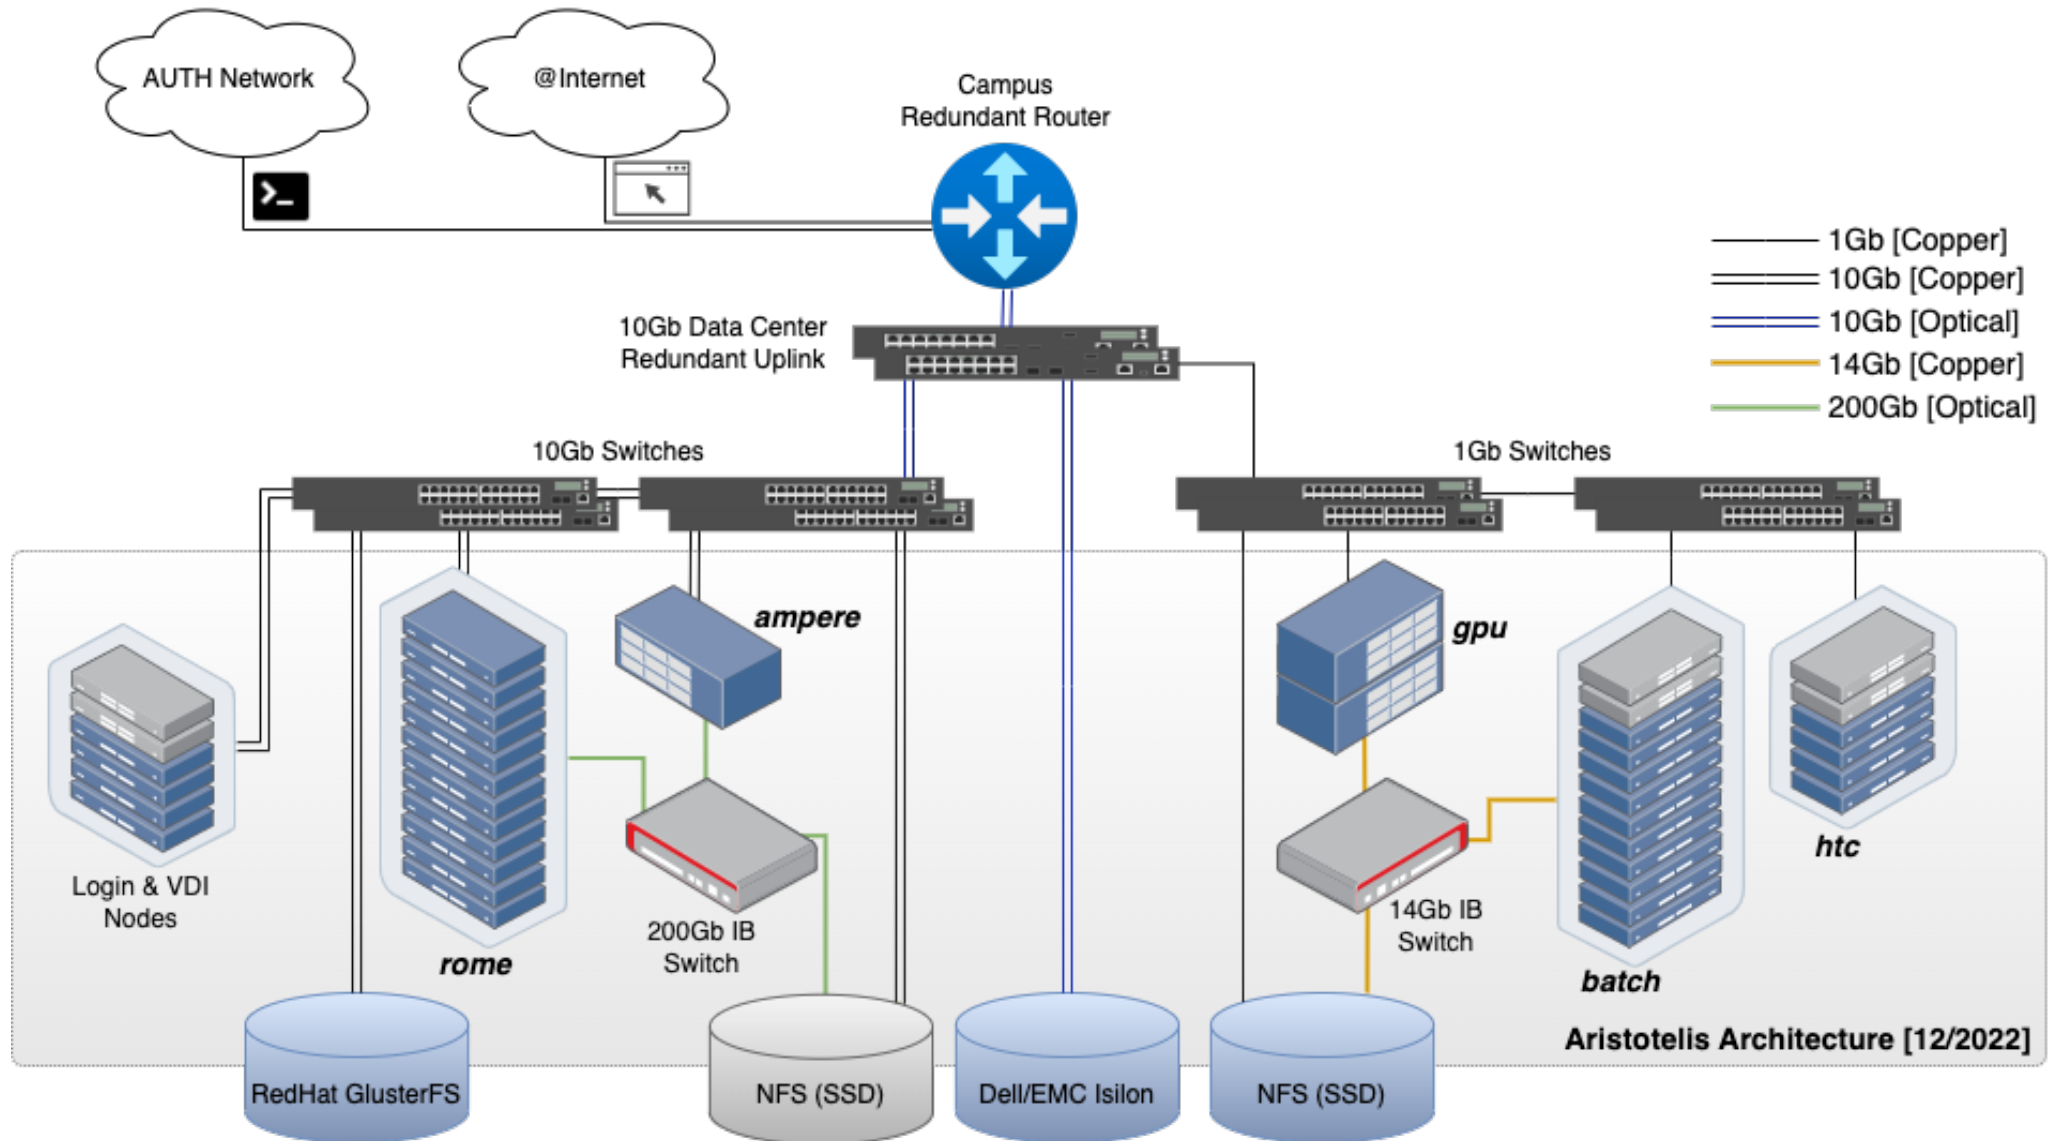 AUTH Network
@Internet
Campus
Redundant Router
>_
1Gb [Copper]
10Gb [Copper]
10Gb [Optical]
14Gb [Copper]
200Gb [Optical]
10Gb Data Center
Redundant Uplink
10Gb Switches
1Gb Switches
ampere
gpu
htc
Login & VDI
Nodes
rome
200Gb IB
Switch
14Gb IB
Switch
batch
Aristotelis Architecture [12/2022]
RedHat GlusterFS
NFS (SSD)
Dell/EMC Isilon
NFS (SSD)